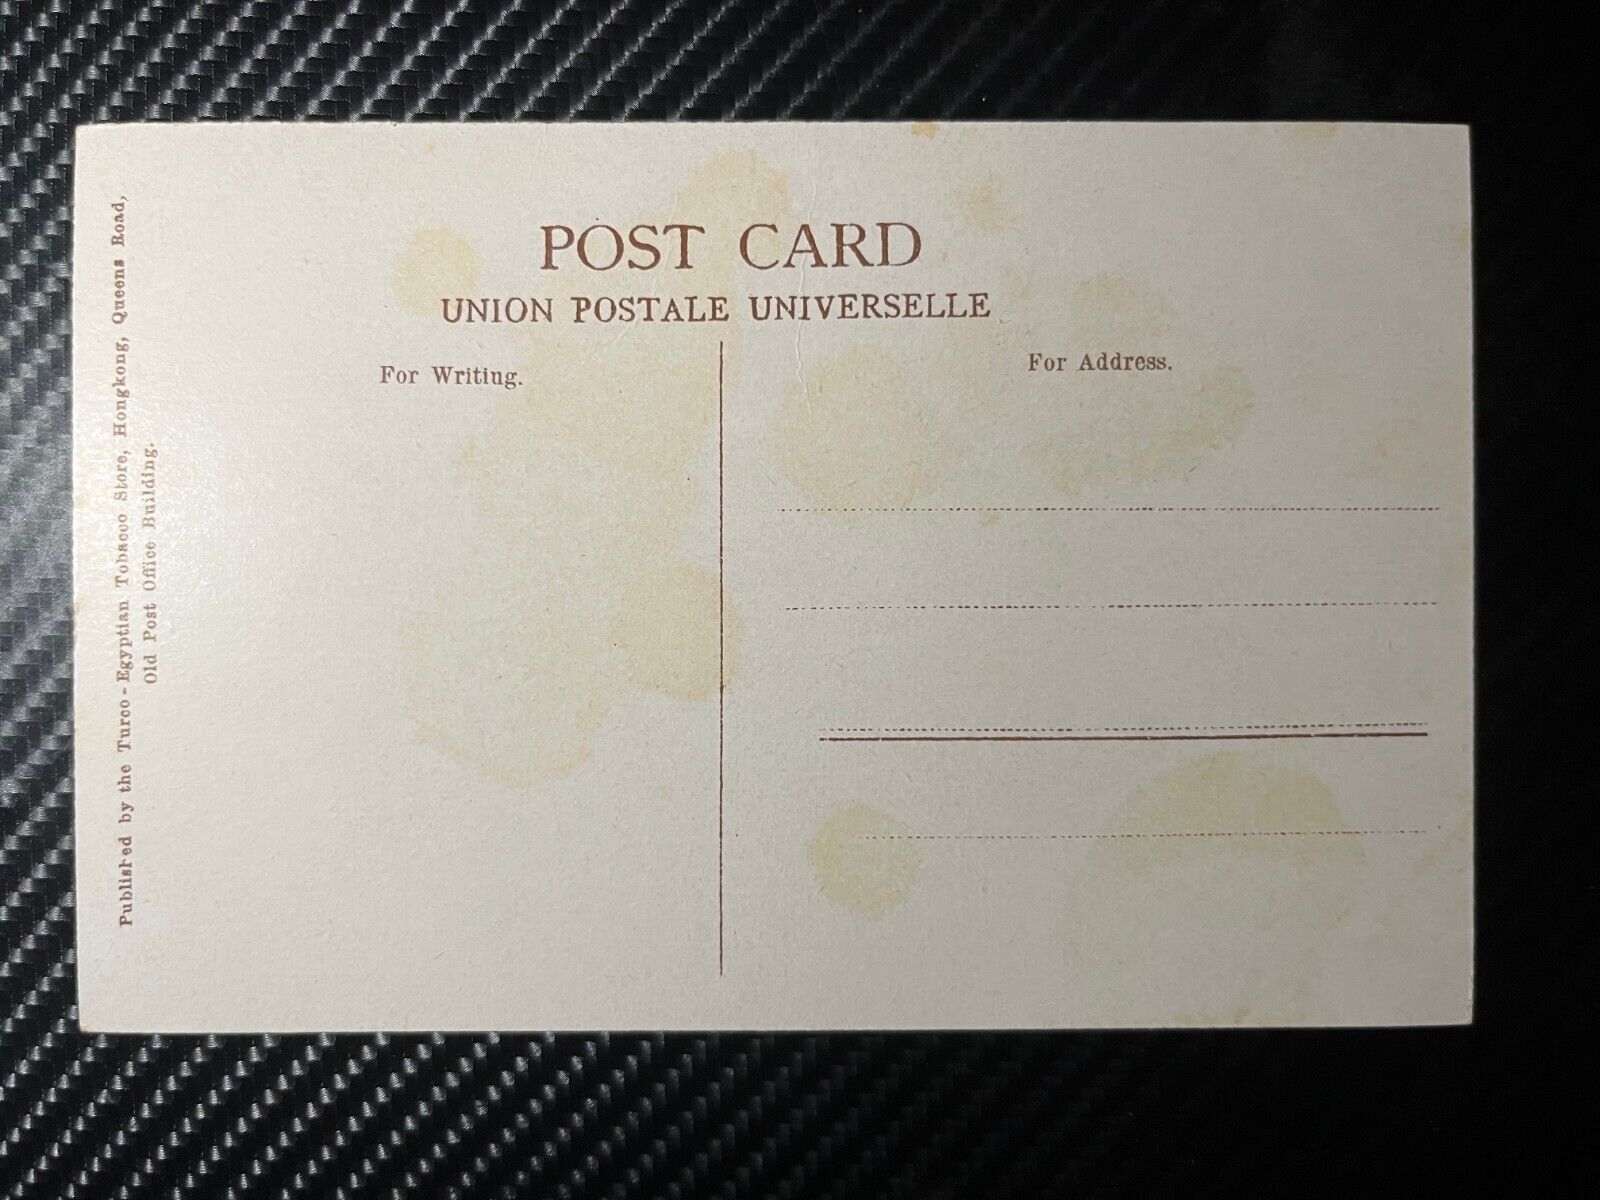 POST CARD
UNION POSTALE UNIVERSELLE
For Writing.
For Address.
Published by the Turco-Egyptian Tobacco Store, Hongkong, Queens Road,
Old Post Office Building.